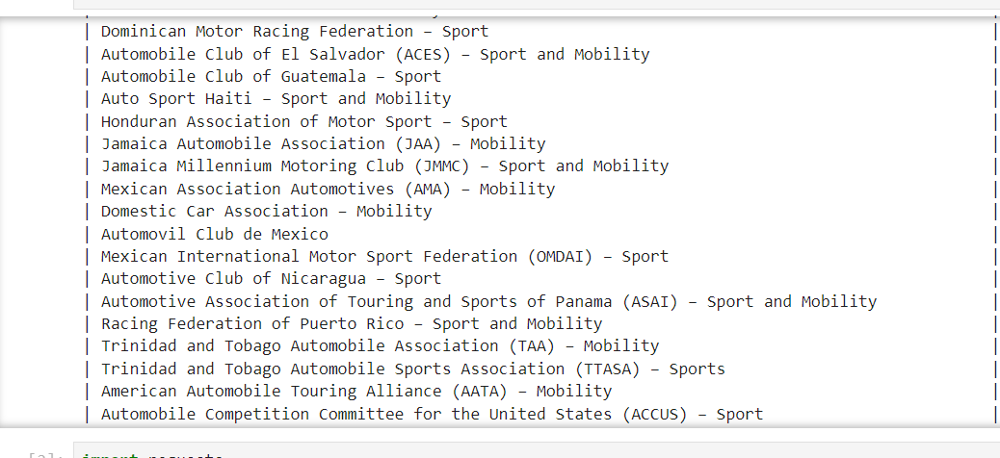 | Dominican Motor Racing Federation – Sport |
| Automobile Club of El Salvador (ACES) – Sport and Mobility |
| Automobile Club of Guatemala – Sport |
| Auto Sport Haiti – Sport and Mobility |
| Honduran Association of Motor Sport – Sport |
| Jamaica Automobile Association (JAA) – Mobility |
| Jamaica Millennium Motoring Club (JMMC) – Sport and Mobility |
| Mexican Association Automotives (AMA) – Mobility |
| Domestic Car Association – Mobility |
| Automovil Club de Mexico |
| Mexican International Motor Sport Federation (OMDAI) – Sport |
| Automotive Club of Nicaragua – Sport |
| Automotive Association of Touring and Sports of Panama (ASAI) – Sport and Mobility |
| Racing Federation of Puerto Rico – Sport and Mobility |
| Trinidad and Tobago Automobile Association (TAA) – Mobility |
| Trinidad and Tobago Automobile Sports Association (TTASA) – Sports |
| American Automobile Touring Alliance (AATA) – Mobility |
| Automobile Competition Committee for the United States (ACCUS) – Sport |
import requests